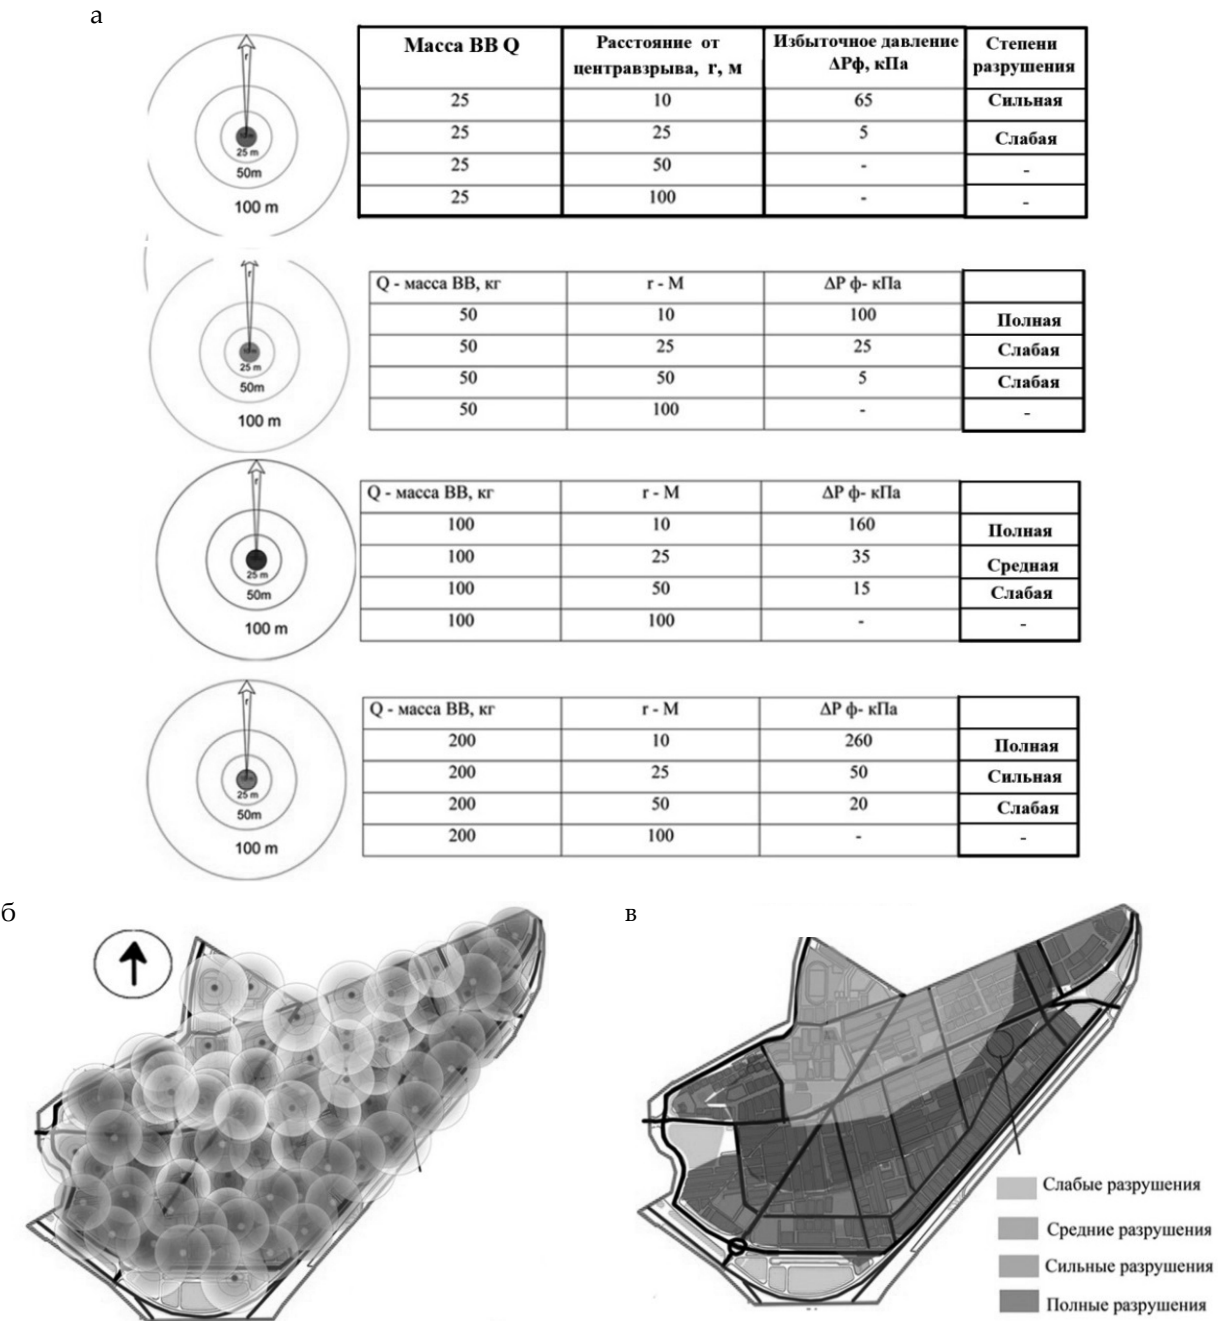 а
Масса ВВ Q
Расстояние от
центравзрыва, r, м
Избыточное давление
ΔРф, кПа
Степени
разрушения
25 10 65 Сильная
25 25 5 Слабая
25 50 - -
25 100 - -
r
25 m
50m
100 m
Q - масса ВВ, кг r - М ΔР ф- кПа
50 10 100 Полная
50 25 25 Слабая
50 50 5 Слабая
50 100 - -
r
25 m
50m
100 m
Q - масса ВВ, кг r - М ΔР ф- кПа
100 10 160 Полная
100 25 35 Средная
100 50 15 Слабая
100 100 - -
r
25 m
50m
100 m
Q - масса ВВ, кг r - М ΔР ф- кПа
200 10 260 Полная
200 25 50 Сильная
200 50 20 Слабая
200 100 - -
r
25 m
50m
100 m
б
в
Слабые разрушения
Средние разрушения
Сильные разрушения
Полные разрушения